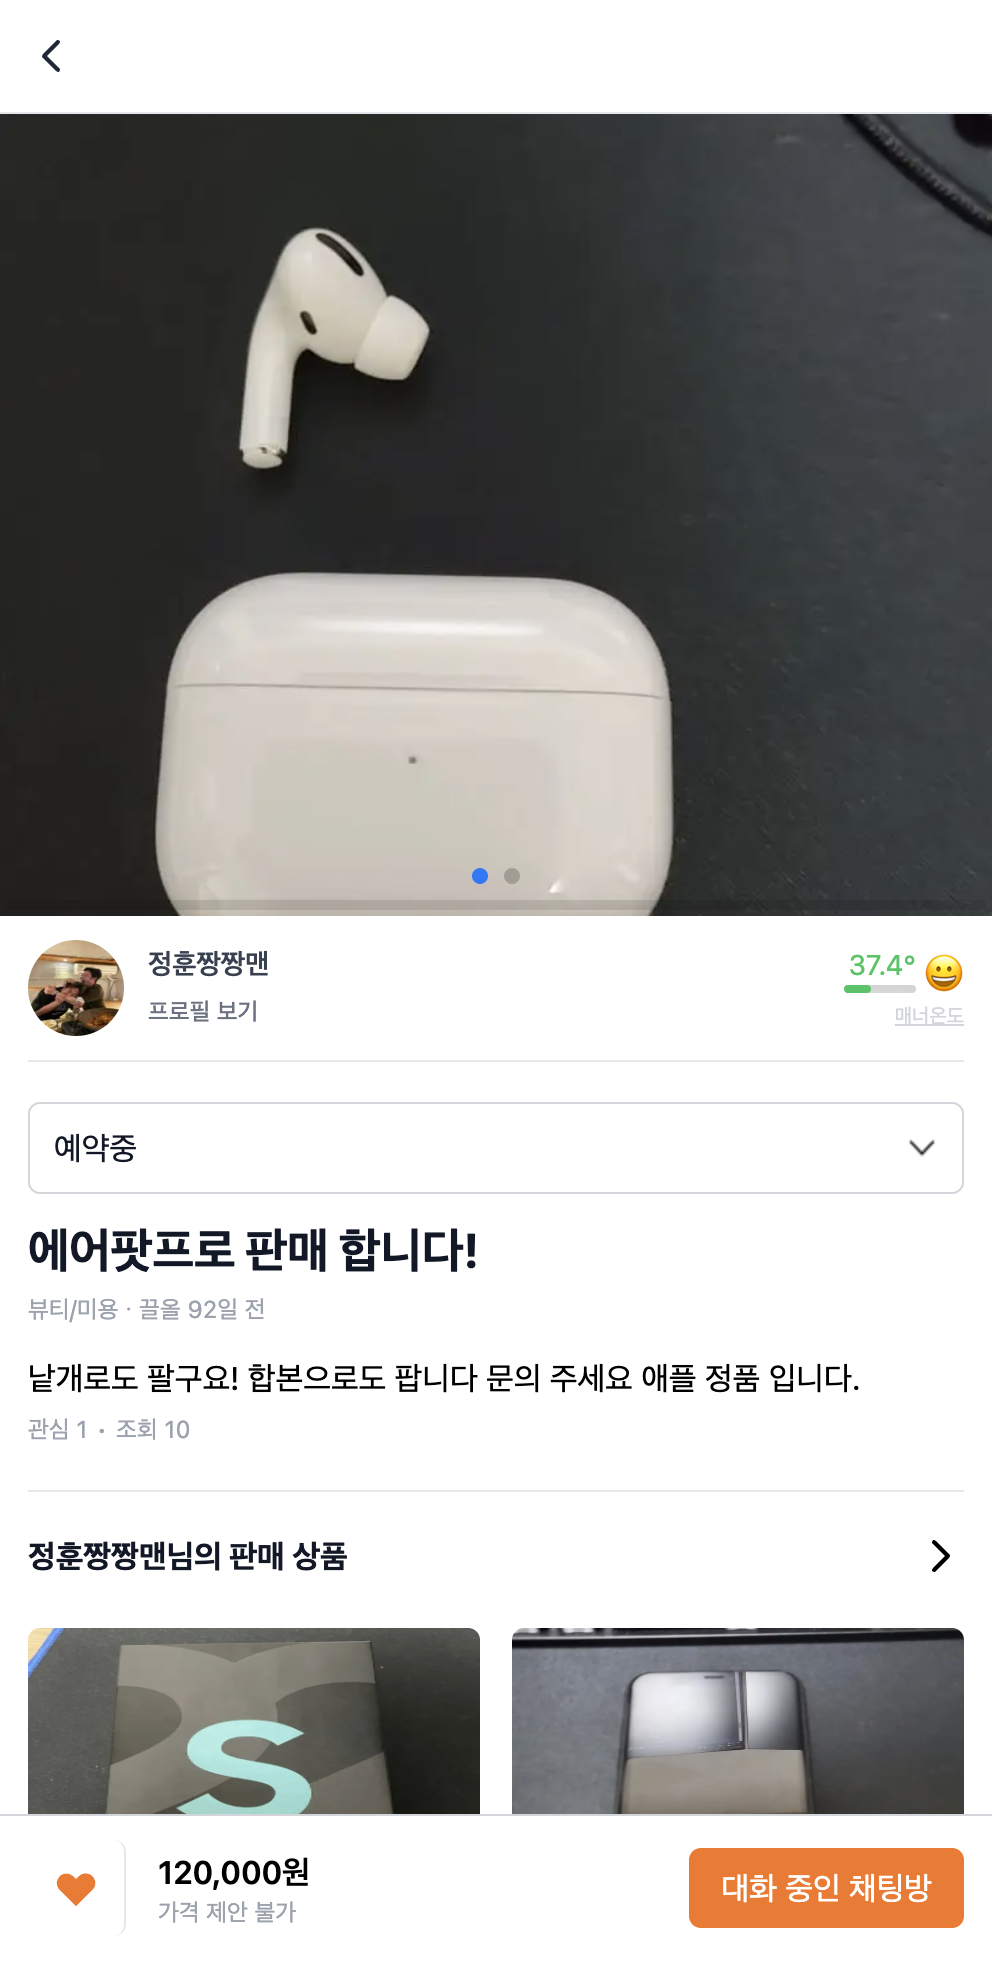 정훈짱짱맨
프로필 보기
37.4°
매너온도
예약중
에어팟프로 판매 합니다!
뷰티/미용 · 끌올 92일 전
낱개로도 팔구요! 합본으로도 팝니다 문의 주세요 애플 정품 입니다.
관심 1 · 조회 10
정훈짱짱맨님의 판매 상품
S
120,000원
가격 제안 불가
대화 중인 채팅방